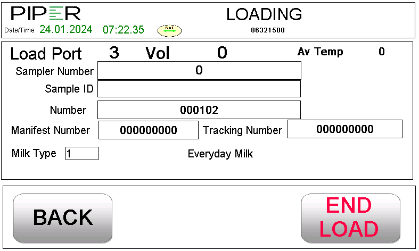 PIPER
LOADING
Date/Time 24.01.2024 07:22.35
06321500
Load Port 3 Vol 0 Av Temp 0
Sampler Number 0
Sample ID
Number 000102
Manifest Number 000000000 Tracking Number 000000000
Milk Type 1 Everyday Milk
BACK
END
LOAD